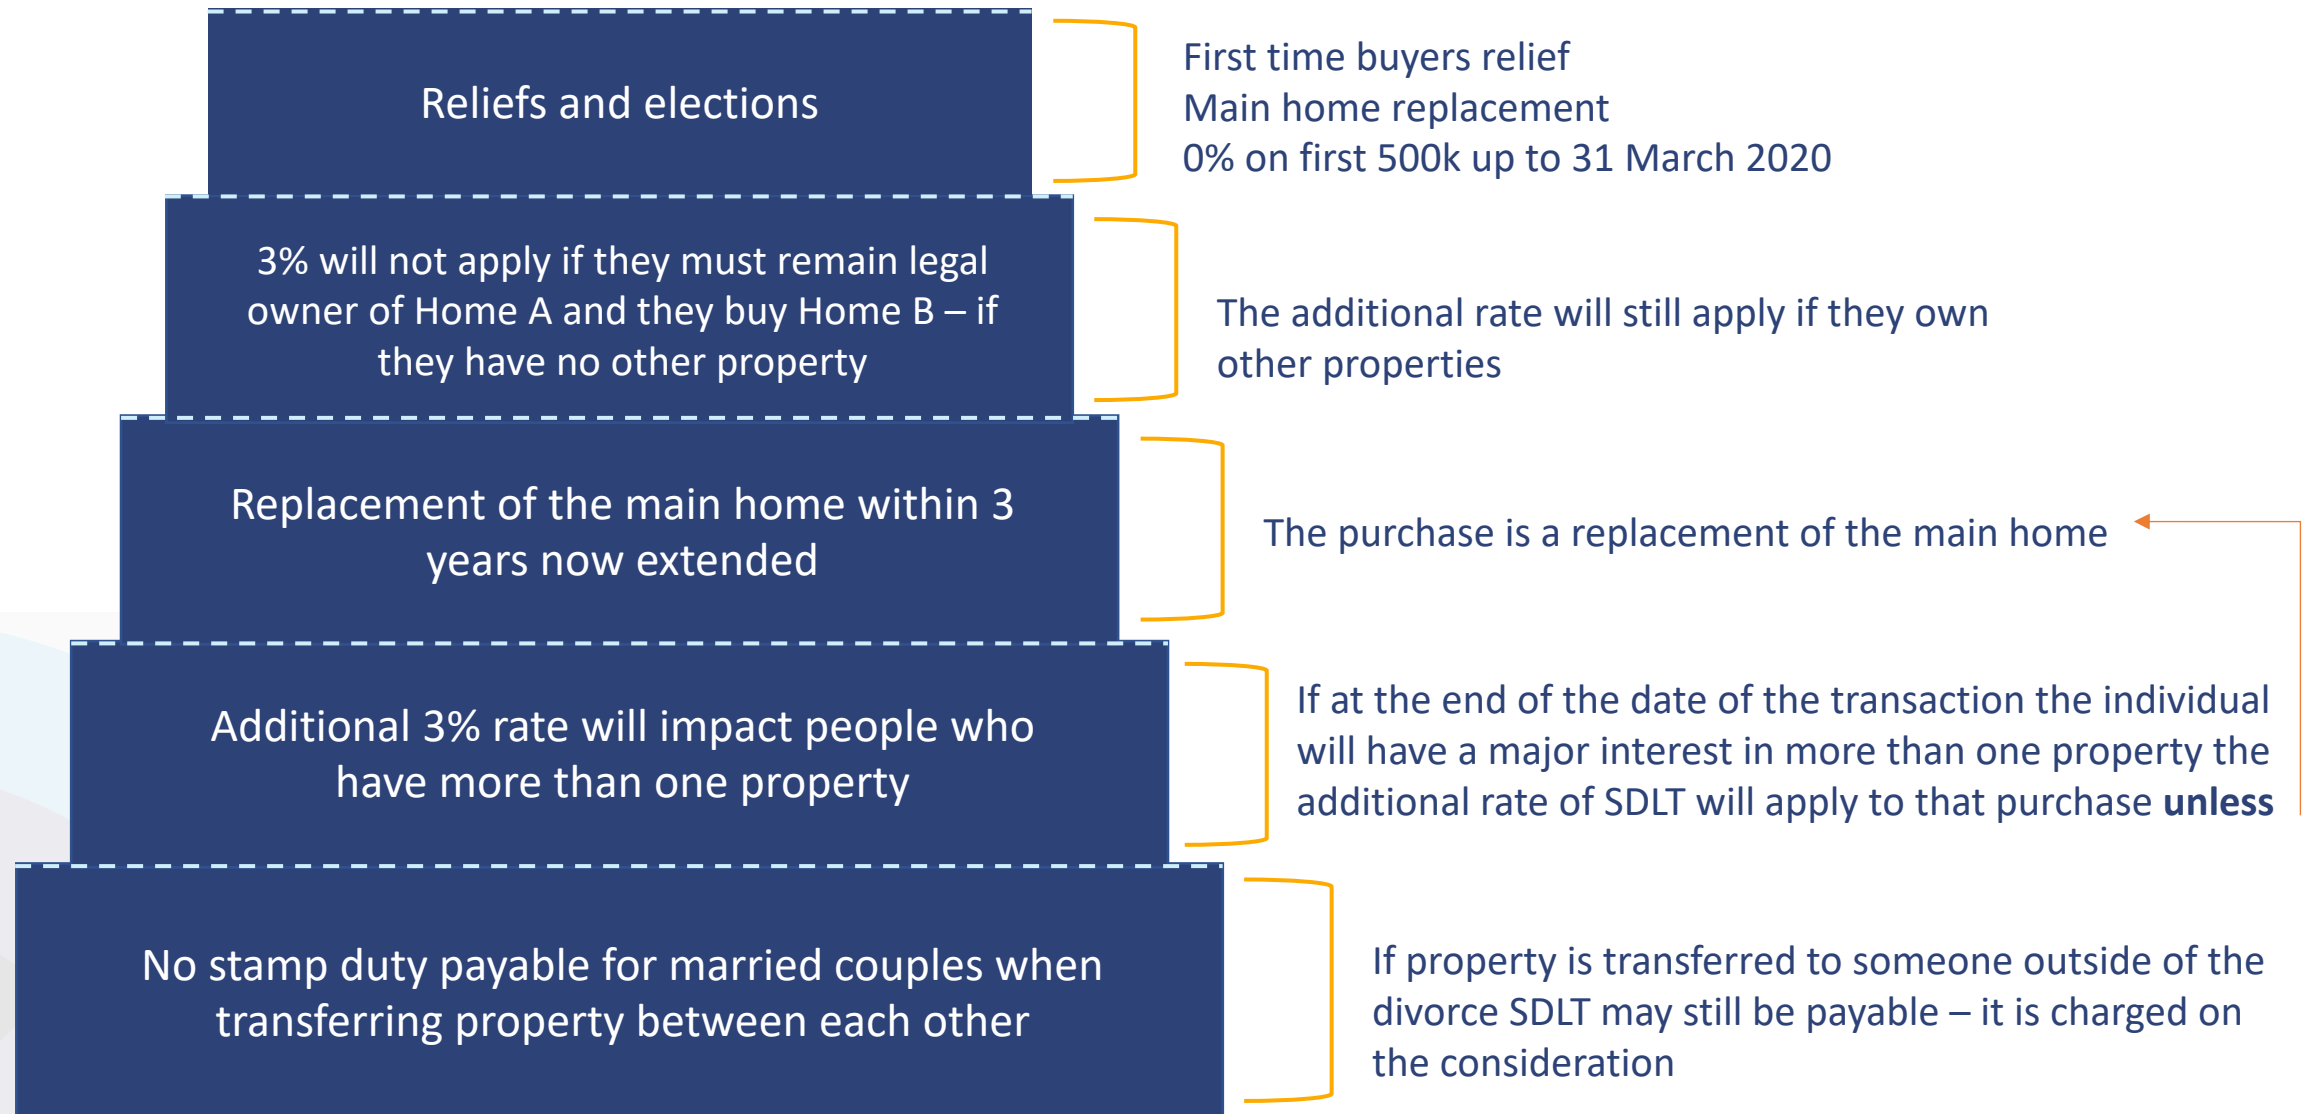 Reliefs and elections
First time buyers relief
Main home replacement
0% on first 500k up to 31 March 2020
3% will not apply if they must remain legal
owner of Home A and they buy Home B – if
they have no other property
The additional rate will still apply if they own
other properties
Replacement of the main home within 3
years now extended
The purchase is a replacement of the main home
Additional 3% rate will impact people who
have more than one property
If at the end of the date of the transaction the individual
will have a major interest in more than one property the
additional rate of SDLT will apply to that purchase unless
No stamp duty payable for married couples when
transferring property between each other
If property is transferred to someone outside of the
divorce SDLT may still be payable – it is charged on
the consideration